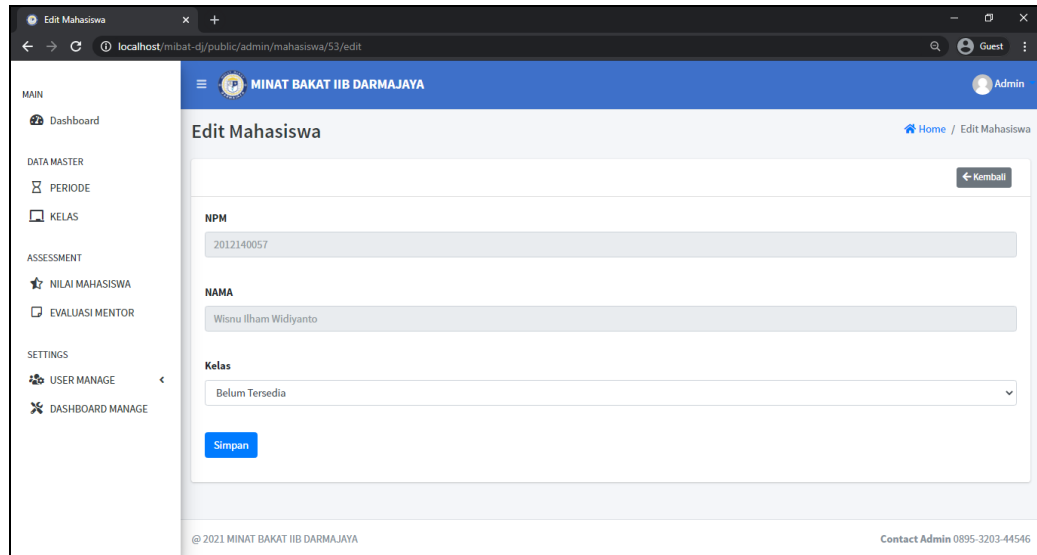 Edit Mahasiswa
localhost/mibat-dj/public/admin/mahasiswa/53/edit
Guest
MINAT BAKAT IIB DARMAJAYA
Admin
MAIN
Dashboard
DATA MASTER
PERIODE
KELAS
ASSESSMENT
NILAI MAHASISWA
EVALUASI MENTOR
SETTINGS
USER MANAGE
DASHBOARD MANAGE
Edit Mahasiswa
Home / Edit Mahasiswa
Kembali
NPM
2012140057
NAMA
Wisnu Ilham Widiyanto
Kelas
Belum Tersedia
Simpan
@ 2021 MINAT BAKAT IIB DARMAJAYA
Contact Admin 0895-3203-44546